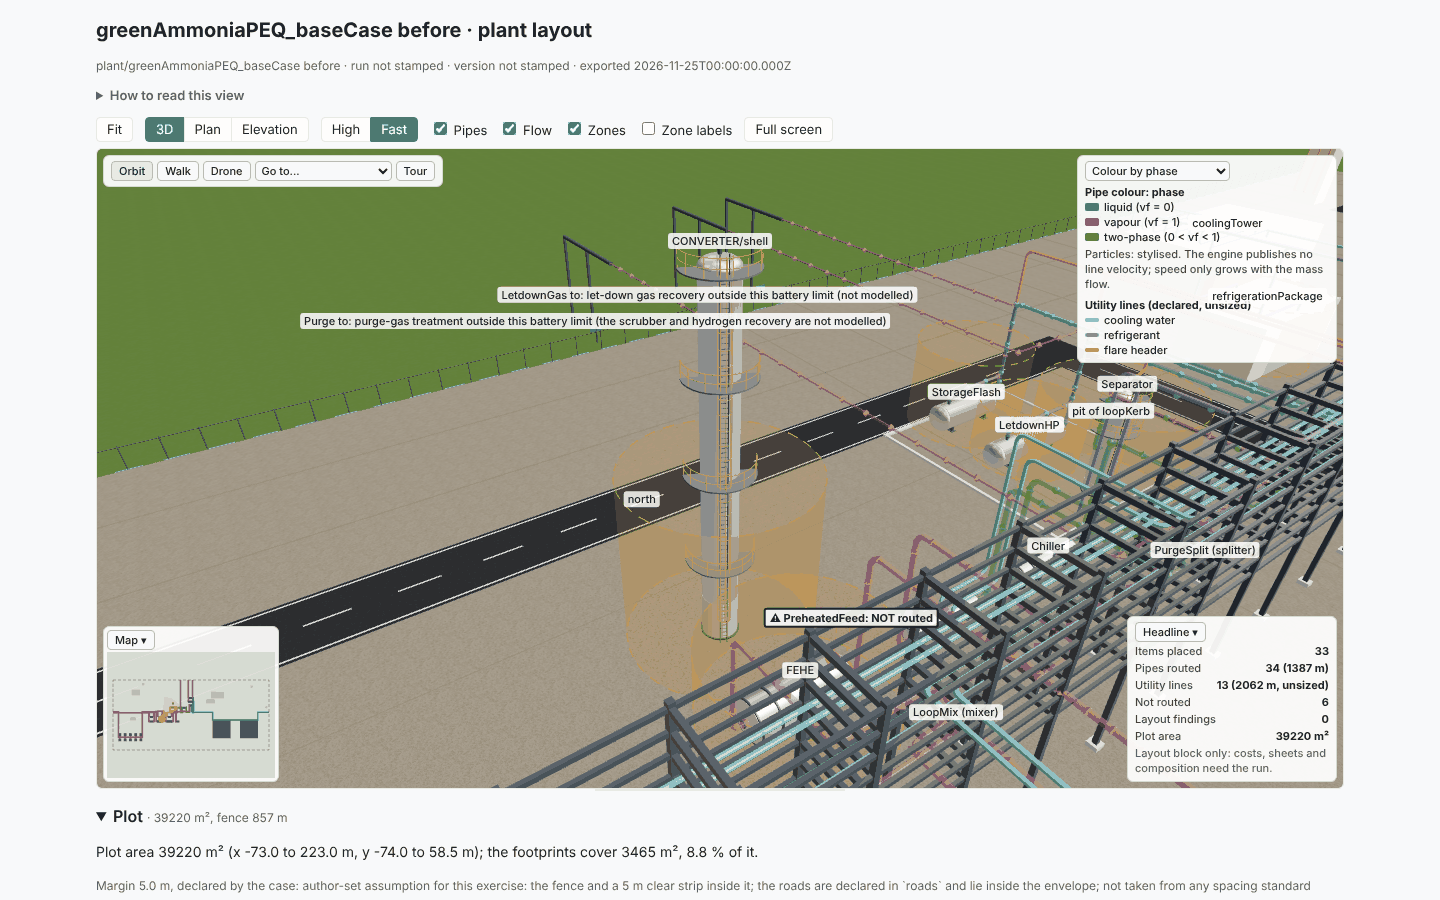 greenAmmoniaPEQ_baseCase before · plant layout
plant/greenAmmoniaPEQ_baseCase before · run not stamped · version not stamped · exported 2026-11-25T00:00:00.000Z
▶ How to read this view
Fit 3D Plan Elevation High Fast Pipes Flow Zones Zone labels Full screen
Orbit Walk Drone Go to... Tour
Colour by phase
Pipe colour: phase
liquid (vf = 0)
vapour (vf = 1)
coolingTower
two-phase (0 < vf < 1)
Particles: stylised. The engine publishes no
line velocity; speed only grows with the mass
flow.
refrigerationPackage
Utility lines (declared, unsized)
cooling water
refrigerant
flare header
CONVERTER/shell
LetdownGas to: let-down gas recovery outside this battery limit (not modelled)
Purge to: purge-gas treatment outside this battery limit (the scrubber and hydrogen recovery are not modelled)
StorageFlash
Separator
pit of loopKerb
LetdownHP
north
Chiller
PurgeSplit (splitter)
⚠ PreheatedFeed: NOT routed
FEHE
LoopMix (mixer)
Map ▾
Headline ▾
Items placed 33
Pipes routed 34 (1387 m)
Utility lines 13 (2062 m, unsized)
Not routed 6
Layout findings 0
Plot area 39220 m²
Layout block only: costs, sheets and
composition need the run.
▼ Plot · 39220 m², fence 857 m
Plot area 39220 m² (x -73.0 to 223.0 m, y -74.0 to 58.5 m); the footprints cover 3465 m², 8.8 % of it.
Margin 5.0 m, declared by the case: author-set assumption for this exercise: the fence and a 5 m clear strip inside it; the roads are declared in `roads` and lie inside the envelope; not taken from any spacing standard